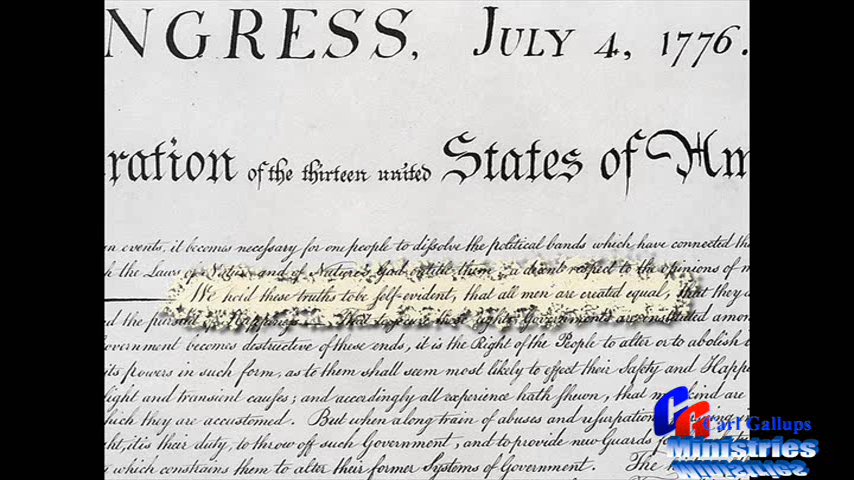 NGRESS, JULY 4, 1776.
ration of the thirteen united States of Am
en events, it becomes necessary for one people to dissolve the political bands which have connected th
h the Laws of Nature and of Nature's God entitle them, a decent respect to the opinions of m
We hold these truths to be self-evident, that all men are created equal, that they a
d the pursuit of Happiness That to secure these rights, Governments are instituted amon
overnment becomes destructive of these ends, it is the Right of the People to alter or to abolish
its powers in such form, as to them shall seem most likely to effect their Safety and Happ
light and transient causes; and accordingly all experience hath shewn, that mankind are
hich they are accustomed. But when a long train of abuses and usurpation
ht, it is their duty, to throw off such Government, and to provide new Guards
which constrains them to alter their former Systems of Government. The
CG Carl Gallups
Ministries